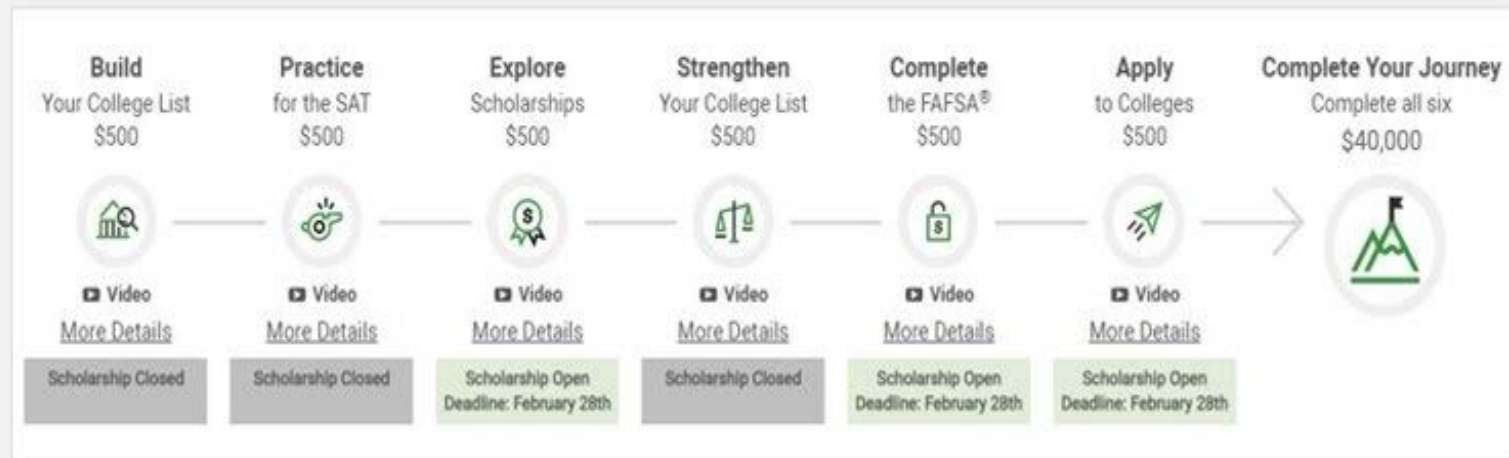 Build
Your College List
$500
Video
More Details
Scholarship Closed
Practice
for the SAT
$500
Video
More Details
Scholarship Closed
Explore
Scholarships
$500
$
Video
More Details
Scholarship Open
Deadline: February 28th
Strengthen
Your College List
$500
Video
More Details
Scholarship Closed
Complete
the FAFSA®
$500
$
Video
More Details
Scholarship Open
Deadline: February 28th
Apply
to Colleges
$500
Video
More Details
Scholarship Open
Deadline: February 28th
Complete Your Journey
Complete all six
$40,000